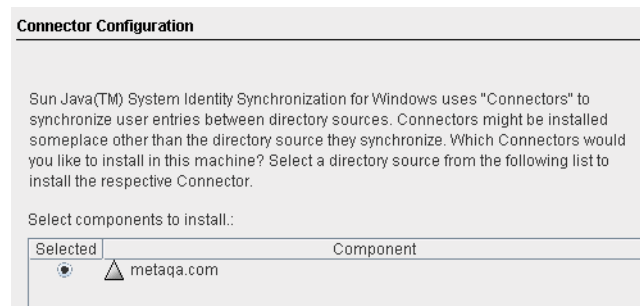 Connector Configuration
Sun Java(TM) System Identity Synchronization for Windows uses "Connectors" to
synchronize user entries between directory sources. Connectors might be installed
someplace other than the directory source they synchronize. Which Connectors would
you like to install in this machine? Select a directory source from the following list to
install the respective Connector.
Select components to install.:
Selected Component
metaqa.com